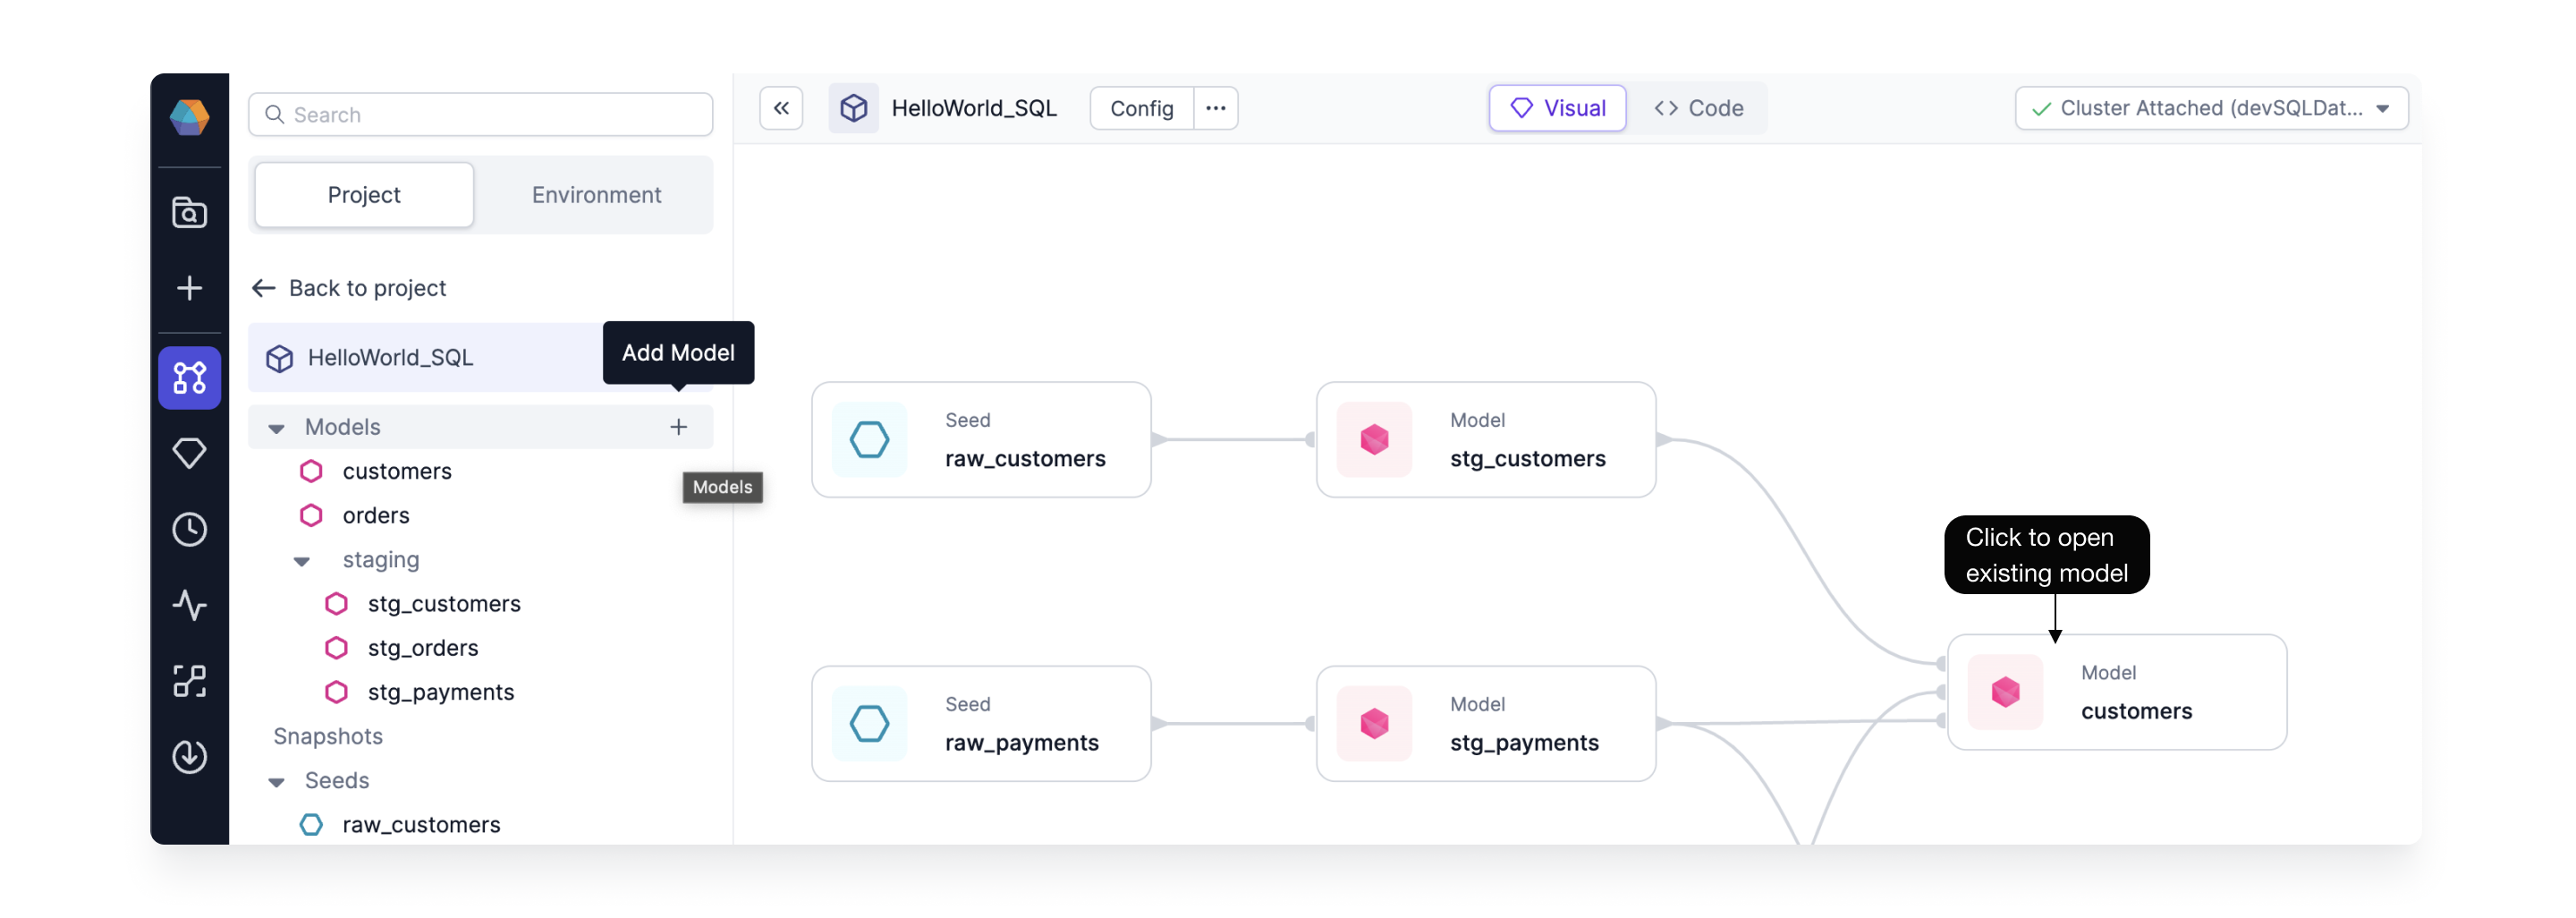 Search
Project
Environment
Back to project
HelloWorld_SQL
Add Model
Models
customers
Models
orders
staging
stg_customers
stg_orders
stg_payments
Snapshots
Seeds
raw_customers
HelloWorld_SQL
Config
Visual
Code
Cluster Attached (devSQLDat...
Seed
raw_customers
Model
stg_customers
Click to open
existing model
Seed
raw_payments
Model
stg_payments
Model
customers